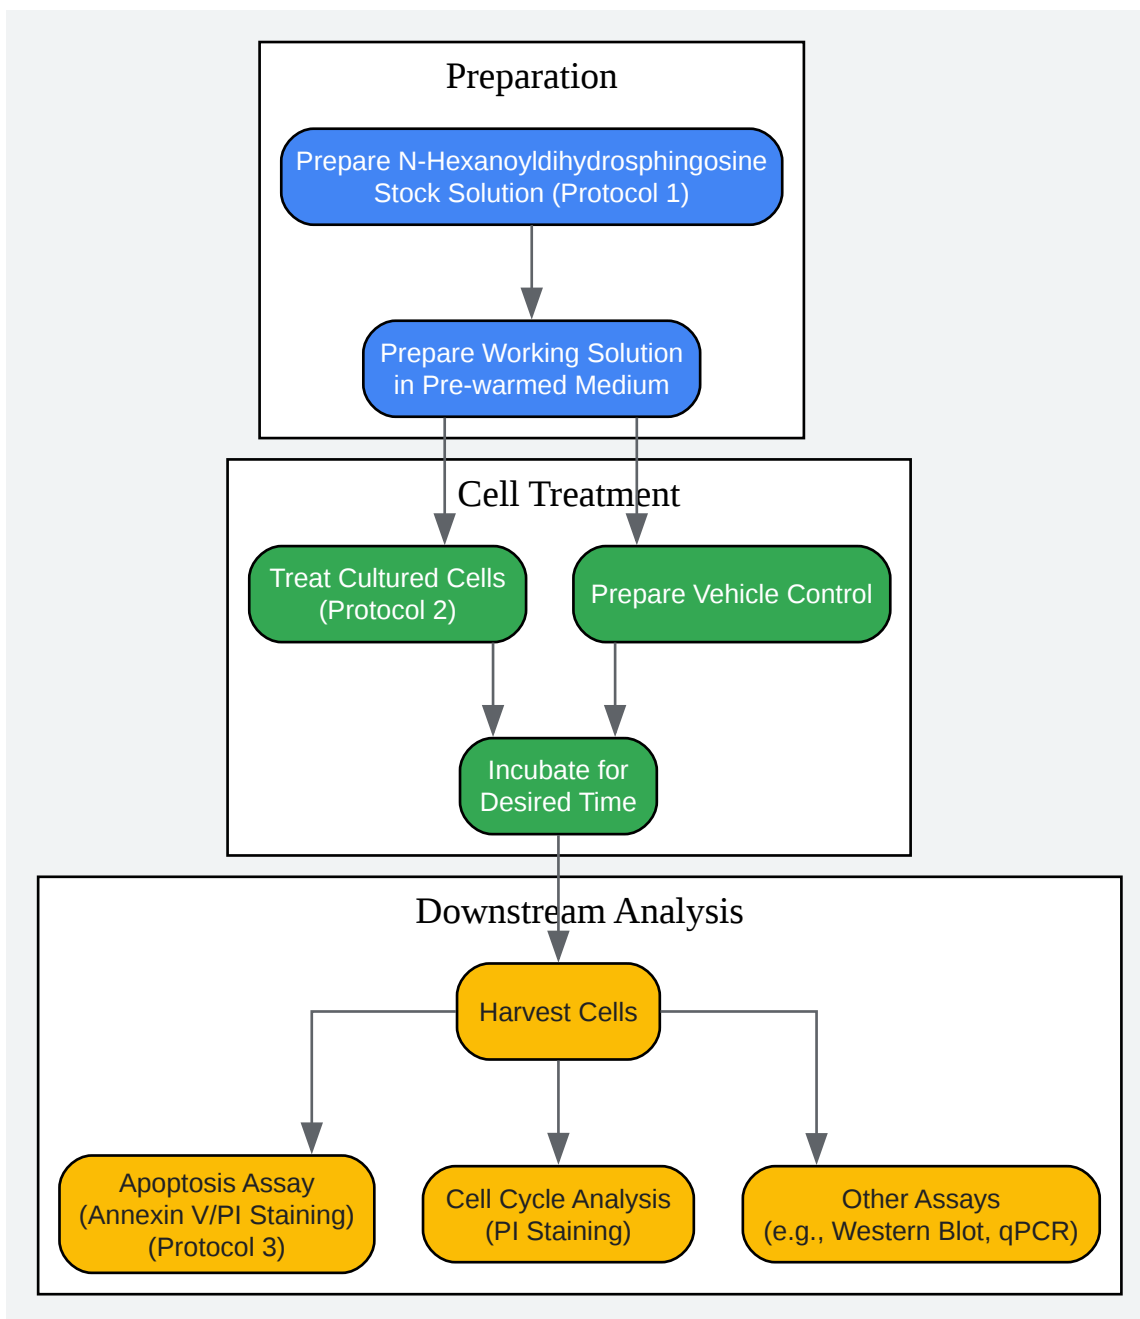 Preparation
Prepare N-Hexanoyldihydrosphingosine
Stock Solution (Protocol 1)
Prepare Working Solution
in Pre-warmed Medium
Cell Treatment
Treat Cultured Cells
(Protocol 2)
Prepare Vehicle Control
Incubate for
Desired Time
Downstream Analysis
Harvest Cells
Apoptosis Assay
(Annexin V/PI Staining)
(Protocol 3)
Cell Cycle Analysis
(PI Staining)
Other Assays
(e.g., Western Blot, qPCR)